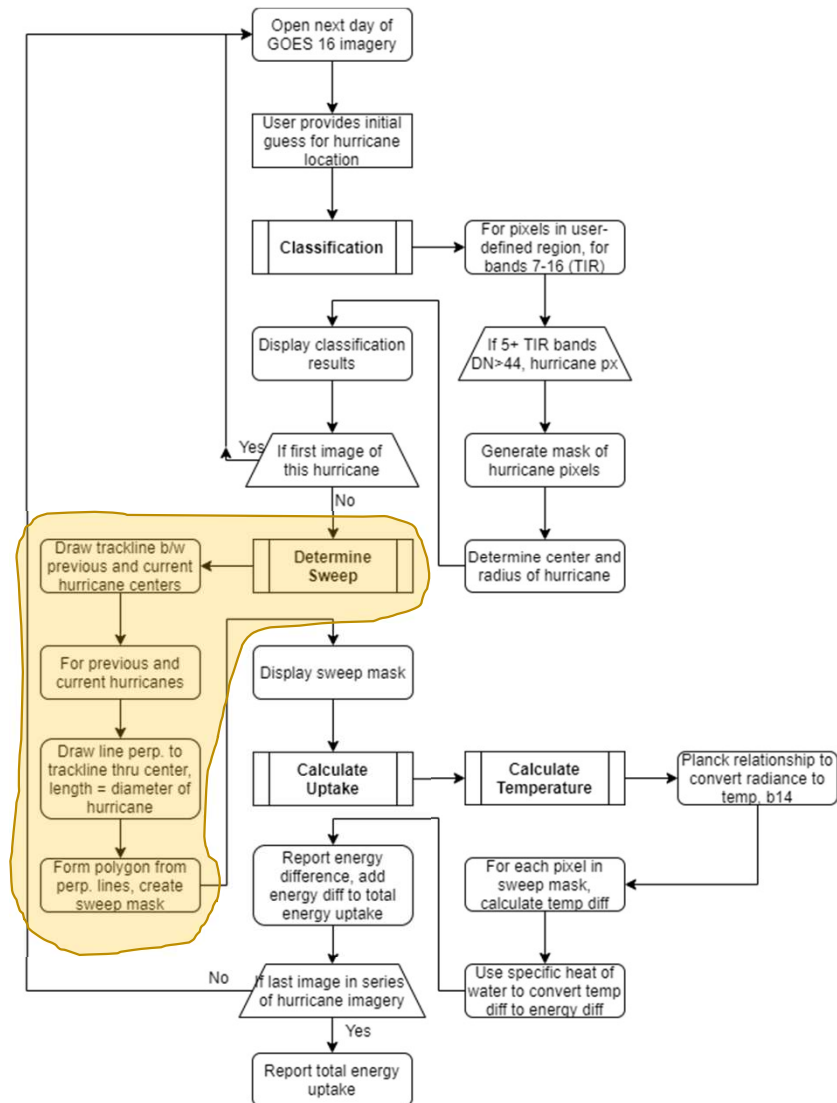 Open next day of
GOES 16 imagery
User provides initial
guess for hurricane
location
Classification
For pixels in user-
defined region, for
bands 7-16 (TIR)
If 5+ TIR bands
DN>44, hurricane px
Generate mask of
hurricane pixels
Determine center and
radius of hurricane
Display classification
results
If first image of
this hurricane
Yes
No
Determine
Sweep
Draw trackline b/w
previous and current
hurricane centers
For previous and
current hurricanes
Draw line perp. to
trackline thru center,
length = diameter of
hurricane
Form polygon from
perp. lines, create
sweep mask
Display sweep mask
Calculate
Uptake
Calculate
Temperature
Planck relationship to
convert radiance to
temp, b14
For each pixel in
sweep mask,
calculate temp diff
Use specific heat of
water to convert temp
diff to energy diff
Report energy
difference, add
energy diff to total
energy uptake
If last image in series
of hurricane imagery
No
Yes
Report total energy
uptake